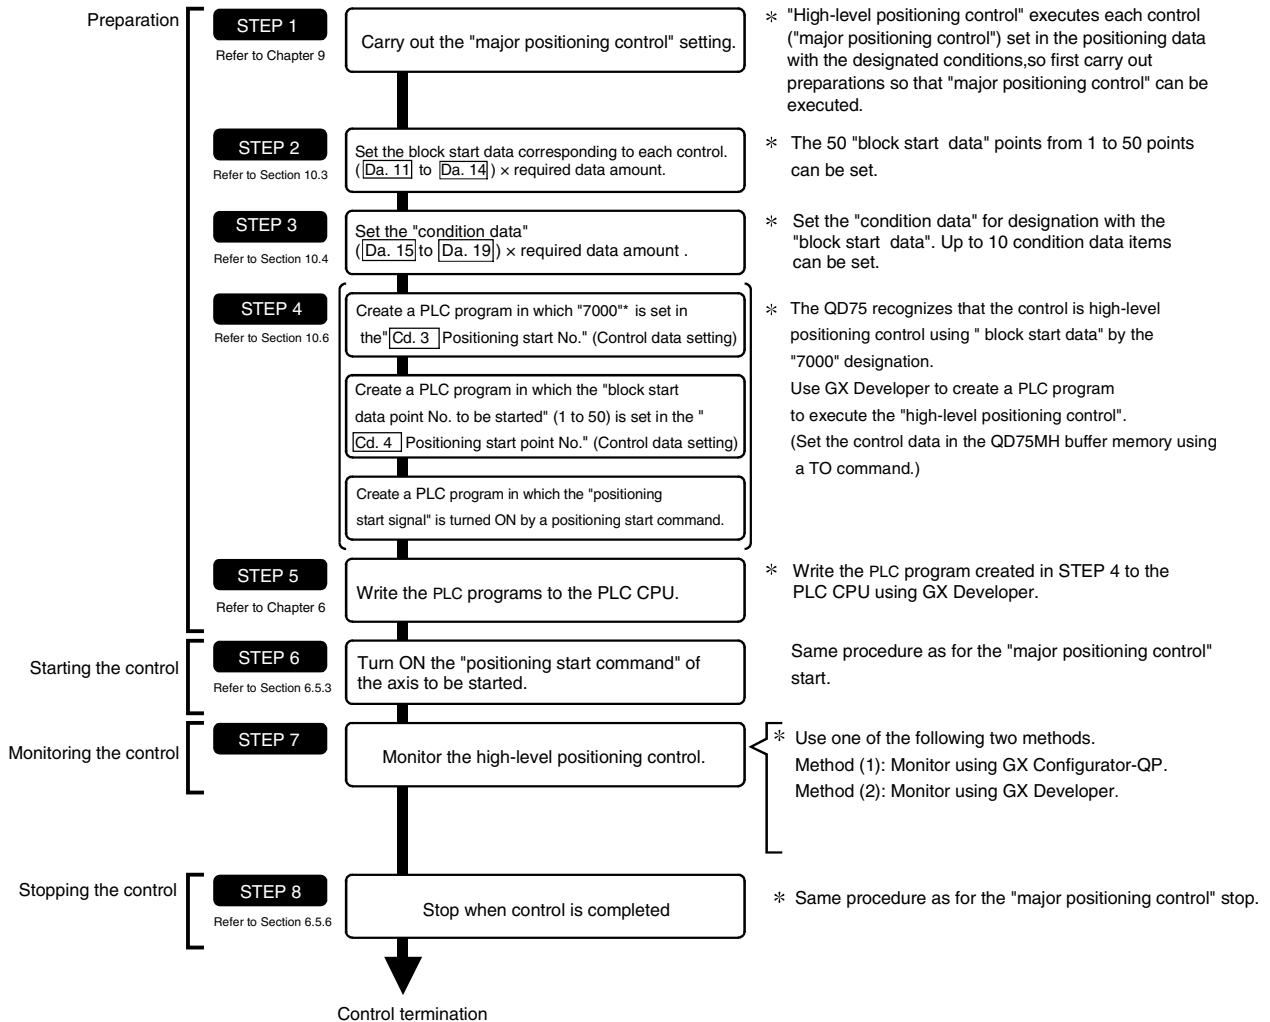 Preparation
STEP 1
Refer to Chapter 9
Carry out the "major positioning control" setting.
* "High-level positioning control" executes each control
("major positioning control") set in the positioning data
with the designated conditions,so first carry out
preparations so that "major positioning control" can be
executed.
STEP 2
Refer to Section 10.3
Set the block start data corresponding to each control.
( Da. 11 to Da. 14 ) × required data amount.
* The 50 "block start data" points from 1 to 50 points
can be set.
STEP 3
Refer to Section 10.4
Set the "condition data"
( Da. 15 to Da. 19 ) × required data amount .
* Set the "condition data" for designation with the
"block start data". Up to 10 condition data items
can be set.
STEP 4
Refer to Section 10.6
Create a PLC program in which "7000"* is set in
the" Cd. 3 Positioning start No." (Control data setting)
Create a PLC program in which the "block start
data point No. to be started" (1 to 50) is set in the "
Cd. 4 Positioning start point No." (Control data setting)
Create a PLC program in which the "positioning
start signal" is turned ON by a positioning start command.
* The QD75 recognizes that the control is high-level
positioning control using " block start data" by the
"7000" designation.
Use GX Developer to create a PLC program
to execute the "high-level positioning control".
(Set the control data in the QD75MH buffer memory using
a TO command.)
STEP 5
Refer to Chapter 6
Write the PLC programs to the PLC CPU.
* Write the PLC program created in STEP 4 to the
PLC CPU using GX Developer.
Starting the control
STEP 6
Refer to Section 6.5.3
Turn ON the "positioning start command" of
the axis to be started.
Same procedure as for the "major positioning control"
start.
Monitoring the control
STEP 7
Monitor the high-level positioning control.
* Use one of the following two methods.
Method (1): Monitor using GX Configurator-QP.
Method (2): Monitor using GX Developer.
Stopping the control
STEP 8
Refer to Section 6.5.6
Stop when control is completed
* Same procedure as for the "major positioning control" stop.
Control termination